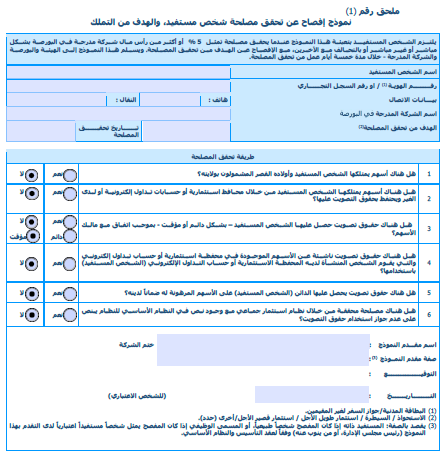 ملحق رقم (1)
نموذج إفصاح عن تحقق مصلحة شخص مستفيد، والهدف من التملك
يلتزم الشخص المستفيد بتعبئة هذا النموذج عندما يحقق مصلحة تمثل 5% أو أكثر من رأس مال شركة مدرجة في البورصة بشكل
مباشر أو غير مباشر أو بالتحالف مع الآخرين، مع الإفصاح عن الهدف من تحقيق المصلحة. ويسلم هذا النموذج إلى الهيئة والبورصة
والشركة المدرجة - خلال مدة خمسة أيام عمل من تحقق المصلحة.
اسم الشخص المستفيد
رقم الهوية(1) / أو رقم السجل التجاري
بيانات الاتصال هاتف : النقال :
اسم الشركة المدرجة في البورصة
الهدف من تحقق المصلحة(2) تاريخ تحقق
المصلحة
طريقة تحقق المصلحة
1 هل هناك أسهم يمتلكها الشخص المستفيد وأولاده القصر المشمولون بولايته؟ نعم لا
2 هل هناك أسهم يمتلكها الشخص المستفيد من خلال محافظ استثمارية أو حسابات تداول إلكترونية أو لدى
الغير ويحتفظ بحقوق التصويت عليها؟ نعم لا
3 هل هناك حقوق تصويت حصل عليها الشخص المستفيد – بشكل دائم أو مؤقت - بموجب اتفاق مع مالك
الأسهم؟ نعم لا
دائم مؤقت
4 هل هناك حقوق تصويت ناشئة عن الأسهم الموجودة في محفظة استثمارية أو حساب تداول إلكتروني
والتي يقوم الشخص المنشأة لديه المحفظة الاستثمارية أو حساب التداول الإلكتروني (الشخص المستفيد)
باستخدامها؟ نعم لا
5 هل هناك حقوق تصويت يحصل عليها الدائن (الشخص المستفيد) على الأسهم المرهونة له ضماناً لدينه؟ نعم لا
6 هل هناك مصلحة محققة من خلال نظام استثمار جماعي مع وجود نص في النظام الأساسي للنظام ينص
على عدم جواز استخدام حقوق التصويت؟ نعم لا
اسم مقدم النموذج : ختم الشركة
صفة مقدم النموذج (3) :
التوقيع :
التاريخ : (للشخص الاعتباري)
(1) البطاقة المدنية/جواز السفر لغير المقيمين.
(2) الاستحواذ / السيطرة / استثمار طويل الأجل / استثمار قصير الأجل/أخرى (حدد).
(3) يقصد بالصفة: المستفيد ذاته إذا كان المفصح شخصاً طبيعياً، أو المسمى الوظيفي إذا كان المفصح يمثل شخصاً مستفيداً اعتبارياً لدى التقدم بهذا
النموذج (رئيس مجلس الإدارة، أو من ينوب عنه) وفقاً لعقد التأسيس والنظام الأساسي.